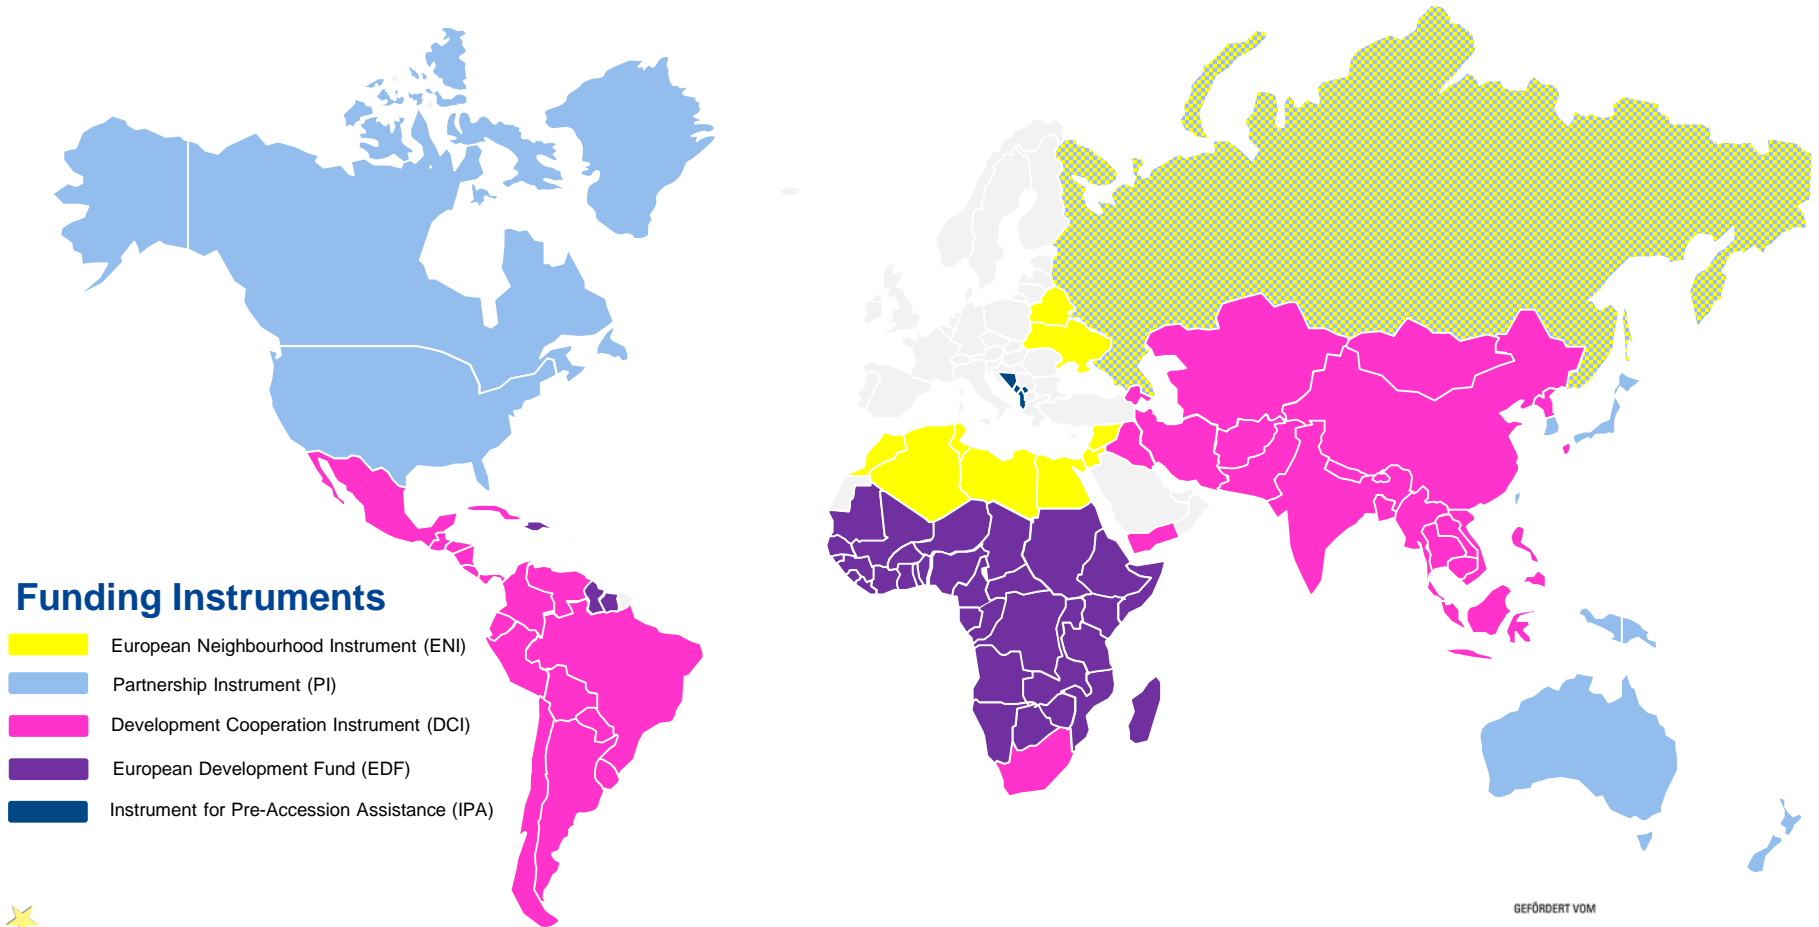 Funding Instruments
European Neighbourhood Instrument (ENI)
Partnership Instrument (PI)
Development Cooperation Instrument (DCI)
European Development Fund (EDF)
Instrument for Pre-Accession Assistance (IPA)
GEFÖRDERT VOM